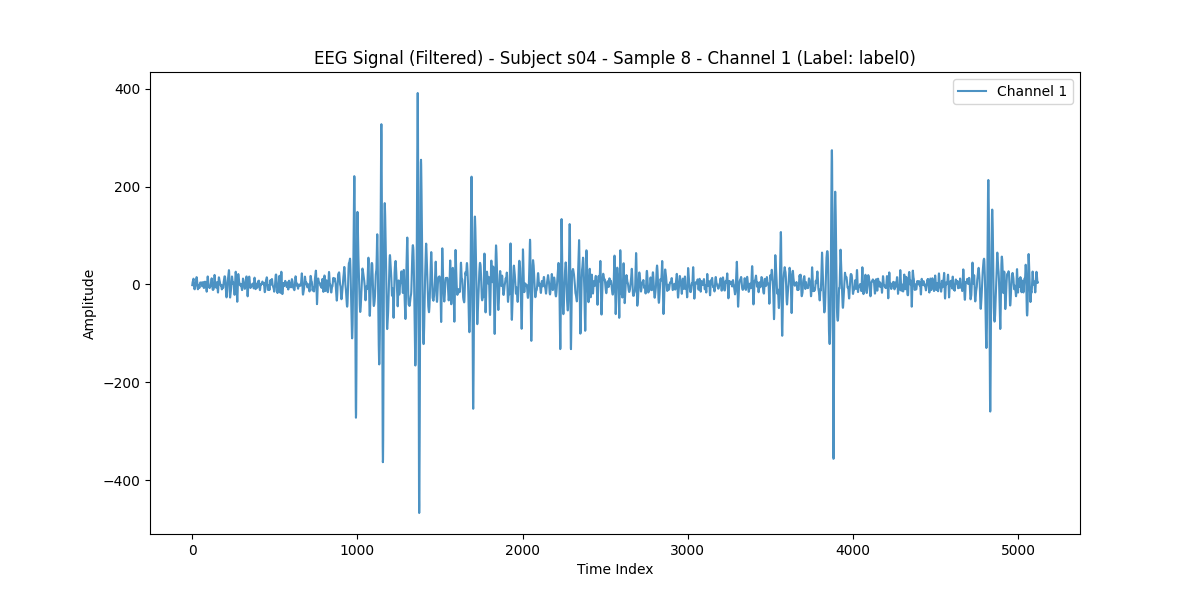 EEG Signal (Filtered) - Subject s04 - Sample 8 - Channel 1 (Label: label0)
Channel 1
400
200
0
−200
−400
Amplitude
0 1000 2000 3000 4000 5000
Time Index